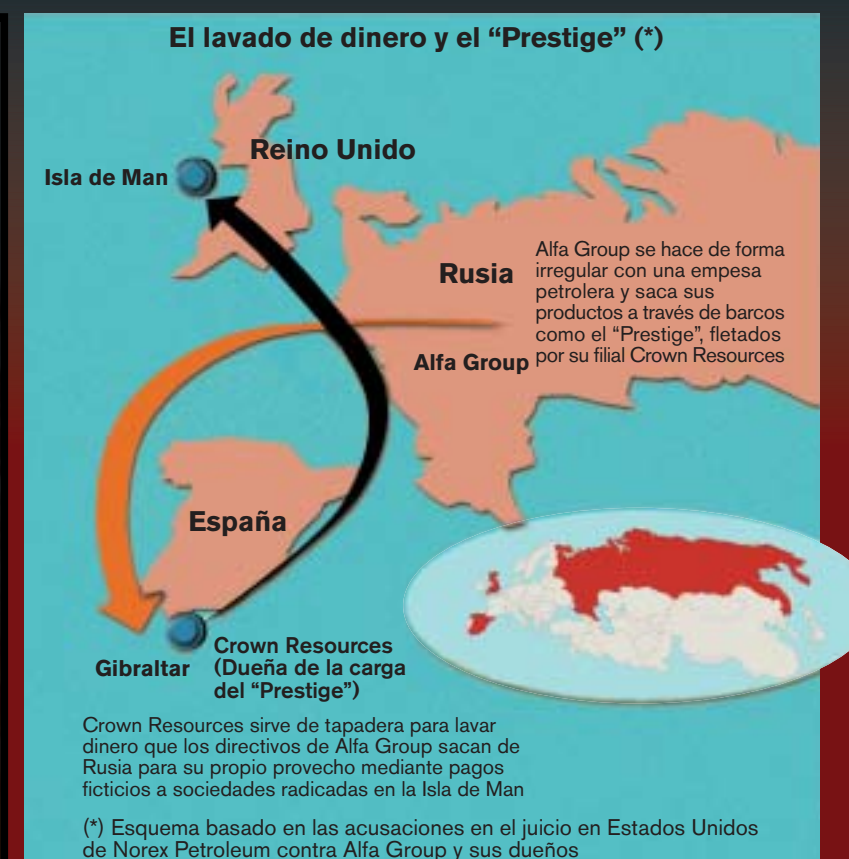 El lavado de dinero y el “Prestige” (*)
Reino Unido
Isla de Man
Rusia
Alfa Group se hace de forma
irregular con una empesa
petrolera y saca sus
productos a través de barcos
como el “Prestige”, fletados
por su filial Crown Resources
Alfa Group
España
Gibraltar
Crown Resources
(Dueña de la carga
del “Prestige”)
Crown Resources sirve de tapadera para lavar
dinero que los directivos de Alfa Group sacan de
Rusia para su propio provecho mediante pagos
ficticios a sociedades radicadas en la Isla de Man
(*) Esquema basado en las acusaciones en el juicio en Estados Unidos
de Norex Petroleum contra Alfa Group y sus dueños